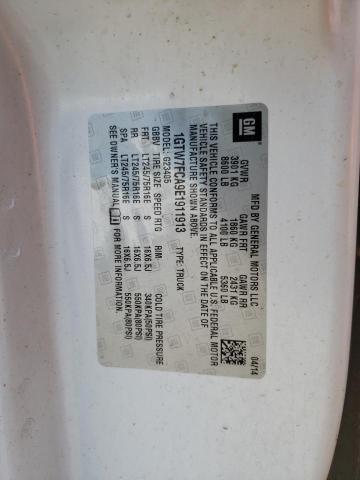 GM
MFD BY GENERAL MOTORS LLC
04/14
GVWR GAWR FRT GAWR RR
3901 KG 1860 KG 2431 KG
8600 LB 4100 LB 5360 LB
THIS VEHICLE CONFORMS TO ALL APPLICABLE U.S. FEDERAL MOTOR
VEHICLE SAFETY STANDARDS IN EFFECT ON THE DATE OF
MANUFACTURE SHOWN ABOVE.
1GTW7FCA9E1911913 TYPE: TRUCK
MODEL: G23405
GBBV TIRE SIZE SPEED RTG RIM COLD TIRE PRESSURE
FRT LT245/75R16E S 16X6.5J 340KPA(50PSI)
RR LT245/75R16E S 16X6.5J 550KPA(80PSI)
SPA LT245/75R16E S 16X6.5J 550KPA(80PSI)
SEE OWNER'S MANUAL FOR MORE INFORMATION.